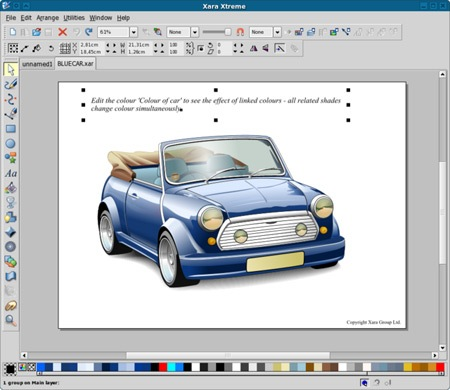 Xara Xtreme
File Edit Arrange Utilities Window Help
61% None None
X 2.81cm W 11.31cm 100
Y 18.45cm H 1.26cm 100
unnamed1 BLUECAR.xar
Edit the colour 'Colour of car' to see the effect of linked colours - all related shades
change colour simultaneously.
Copyright Xara Group Ltd
1 group on Main layer: